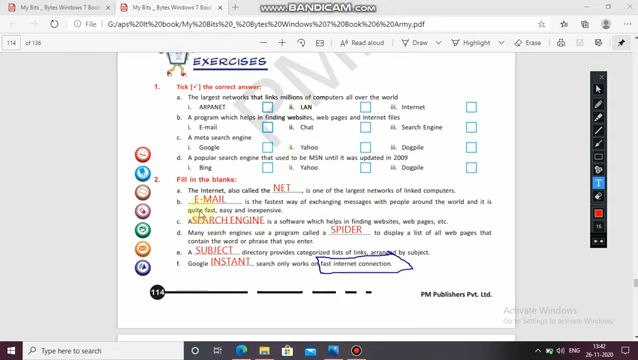 www.BANDICAM.com
My Bits n Bytes Windows 7 Book
My Bits _ Bytes Windows 7 Book
File
G:/aps%20It%20book/My%20Bits%20_%20Bytes%20Windows%207%20Book%206%20Army.pdf
114 of 136
Read aloud
Draw
Highlight
Erase
EXERCISES
1. Tick [✓] the correct answer:
a. The largest networks that links millions of computers all over the world
i. ARPANET ii. LAN iii. Internet
b. A program which helps in finding websites, web pages and Internet files
i. E-mail ii. Chat iii. Search Engine
c. A meta search engine
i. Google ii. Yahoo iii. Dogpile
d. A popular search engine that used to be MSN until it was updated in 2009
i. Bing ii. Yahoo iii. Dogpile
2. Fill in the blanks:
a. The Internet, also called the NET, is one of the largest networks of linked computers.
b. E-MAIL is the fastest way of exchanging messages with people around the world and it is
quite fast, easy and inexpensive.
c. A SEARCH ENGINE is a software which helps in finding websites, web pages, etc.
d. Many search engines use a program called a SPIDER to display a list of all web pages
that contain the word or phrase that you enter.
e. A SUBJECT directory provides categorized lists of links, arranged by subject.
f. Google INSTANT search only works on fast internet connection.
114
PM Publishers Pvt. Ltd.
Activate Windows
Go to Settings to activate Windows.
16
Type here to search
ENG
13:42
26-11-2020